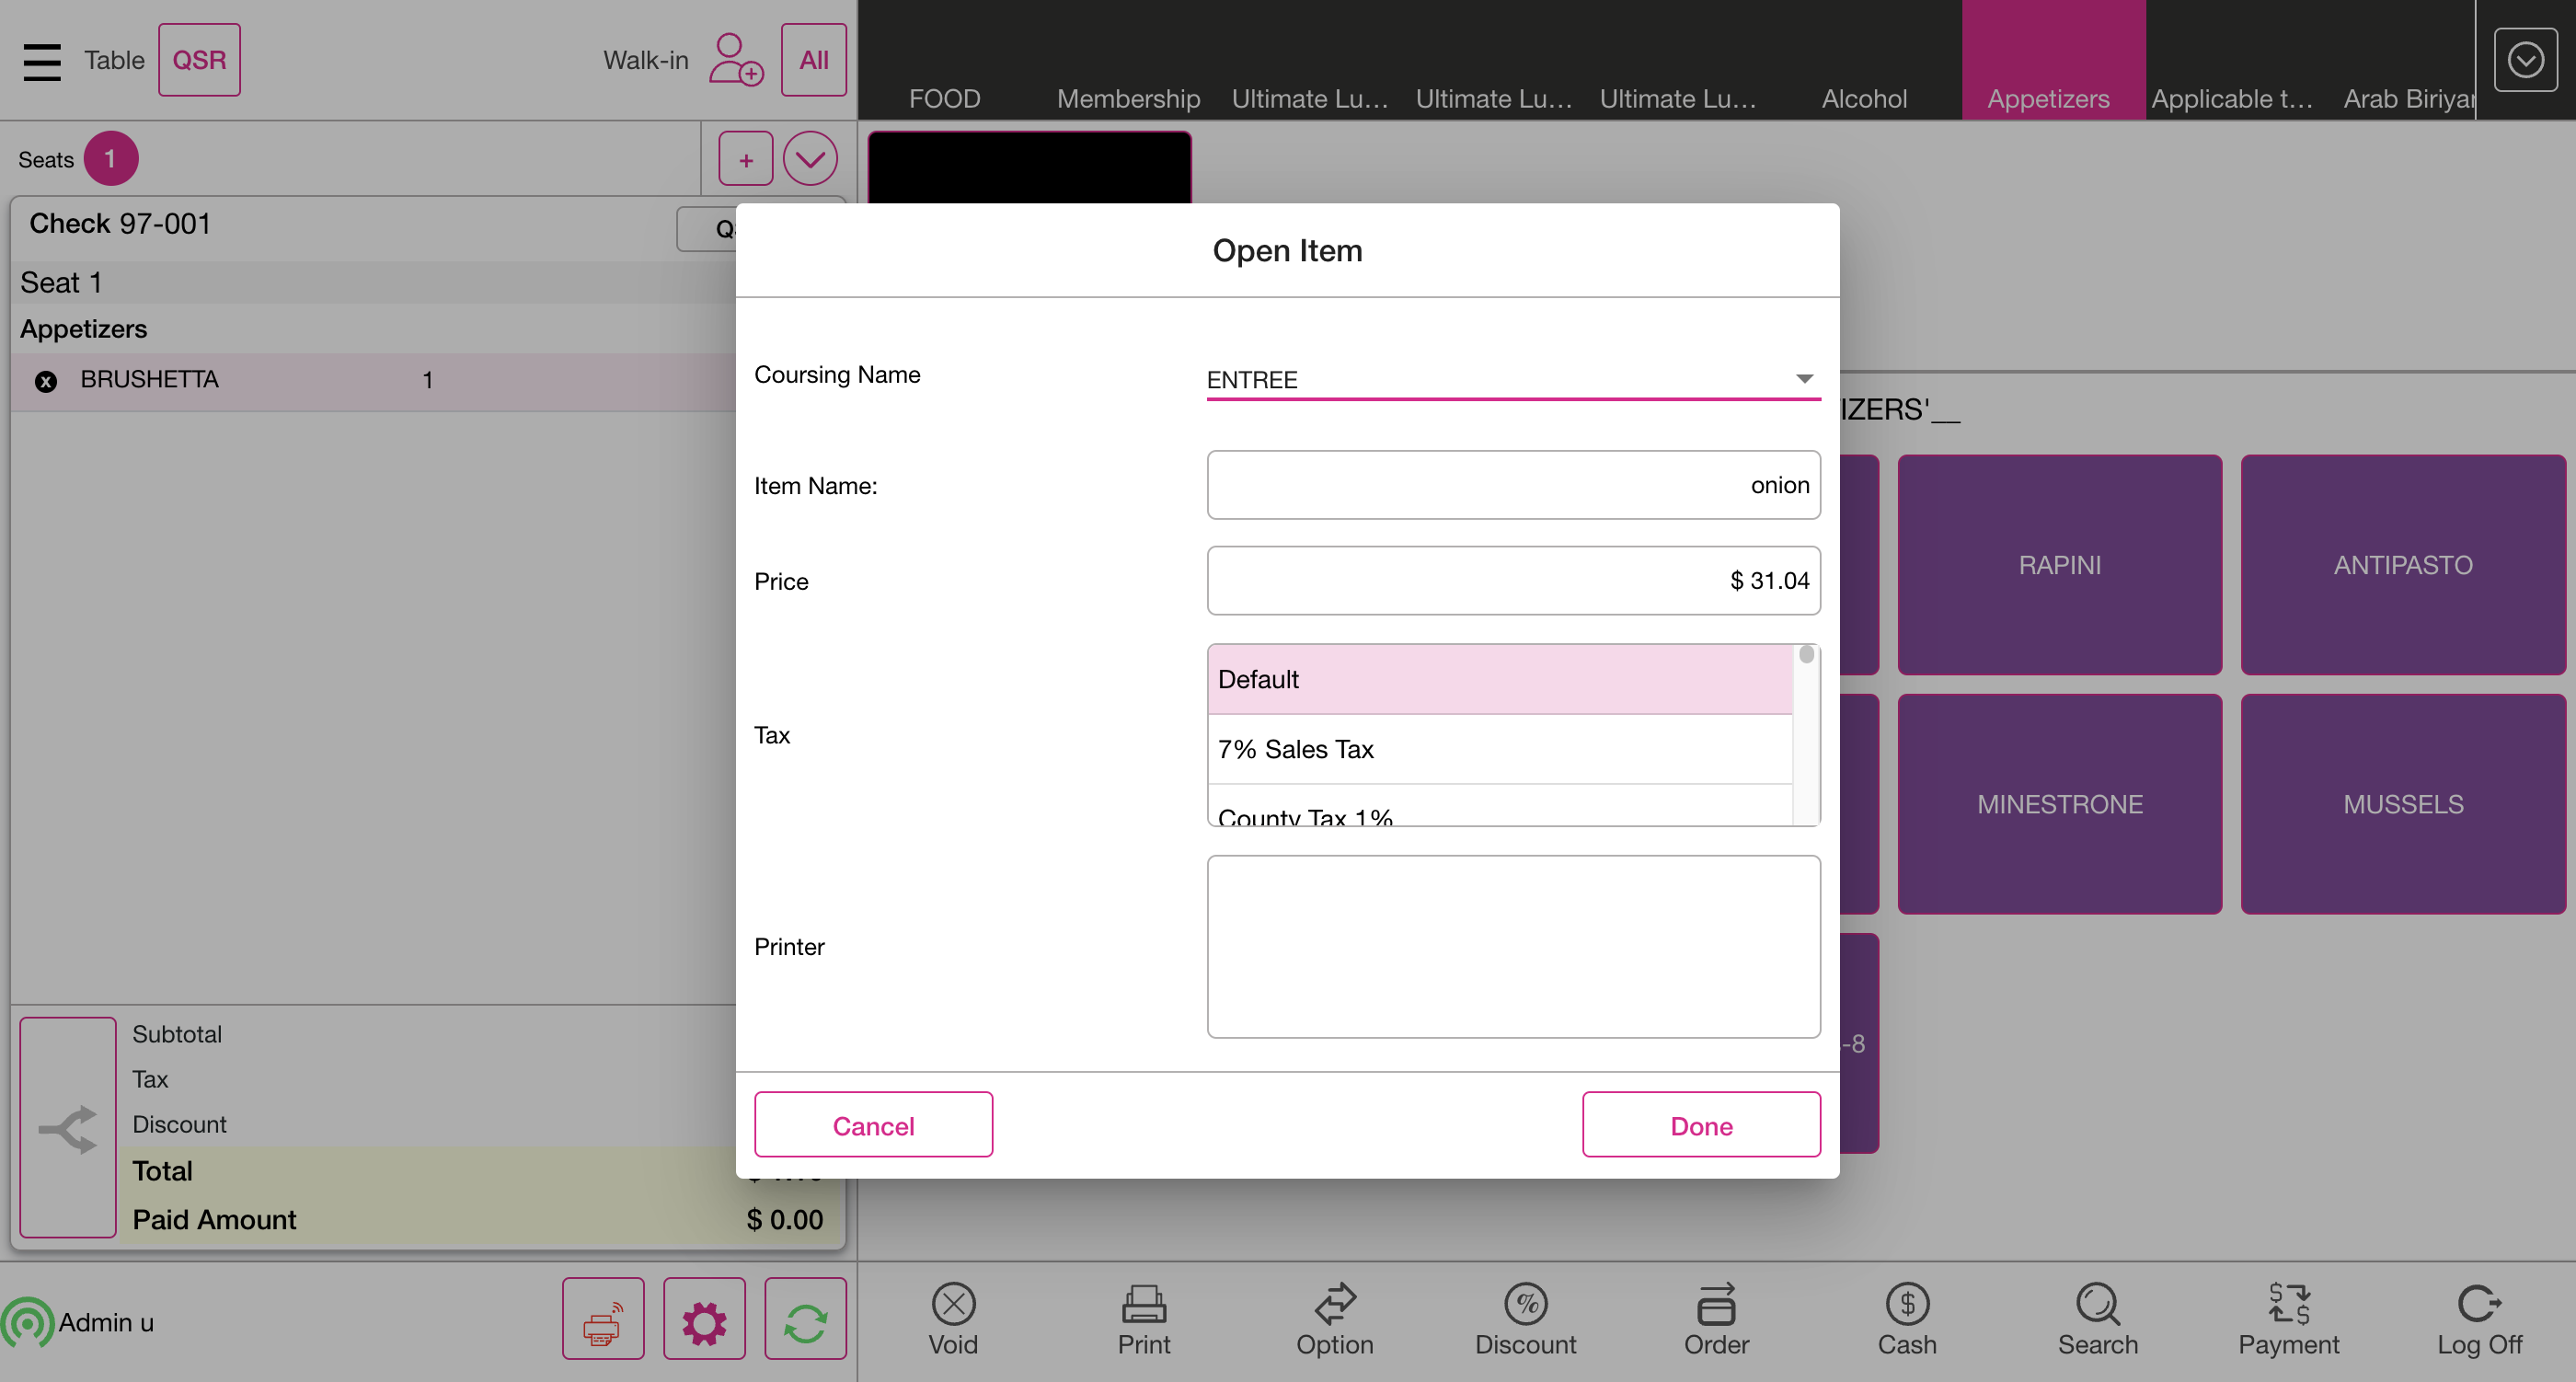 Table QSR Walk-in All
FOOD Membership Ultimate Lu... Ultimate Lu... Ultimate Lu... Alcohol Appetizers Applicable t... Arab Biriyar
Seats 1 +
Check 97-001
Seat 1
Appetizers
BRUSHETTA 1
Subtotal
Tax
Discount
Total
Paid Amount $ 0.00
Open Item
Coursing Name ENTREE
Item Name: onion
Price $ 31.04
Tax
Default
7% Sales Tax
County Tax 1%
Printer
Cancel Done
IZERS'__
RAPINI ANTIPASTO
MINESTRONE MUSSELS
-8
Admin u
Void Print Option Discount Order Cash Search Payment Log Off